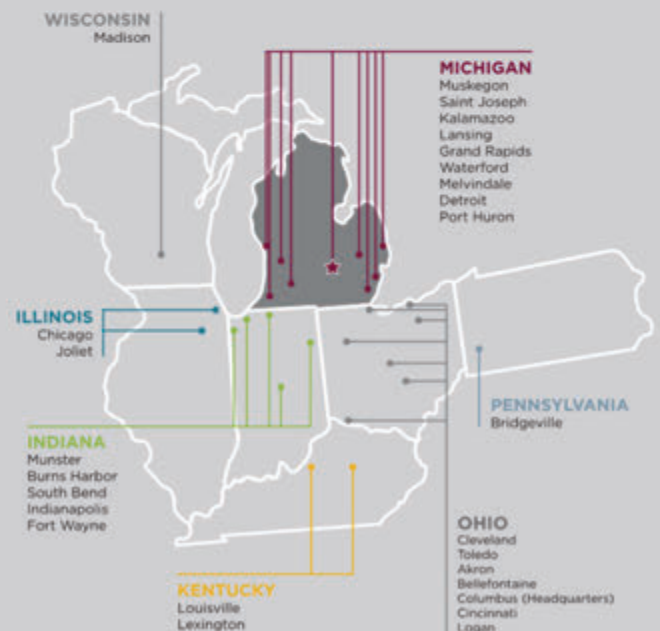 WISCONSIN
Madison
MICHIGAN
Muskegon
Saint Joseph
Kalamazoo
Lansing
Grand Rapids
Waterford
Melvindale
Detroit
Port Huron
ILLINOIS
Chicago
Joliet
PENNSYLVANIA
Bridgeville
INDIANA
Munster
Burns Harbor
South Bend
Indianapolis
Fort Wayne
OHIO
Cleveland
Toledo
Akron
Bellefontaine
Columbus (Headquarters)
Cincinnati
Logan
KENTUCKY
Louisville
Lexington